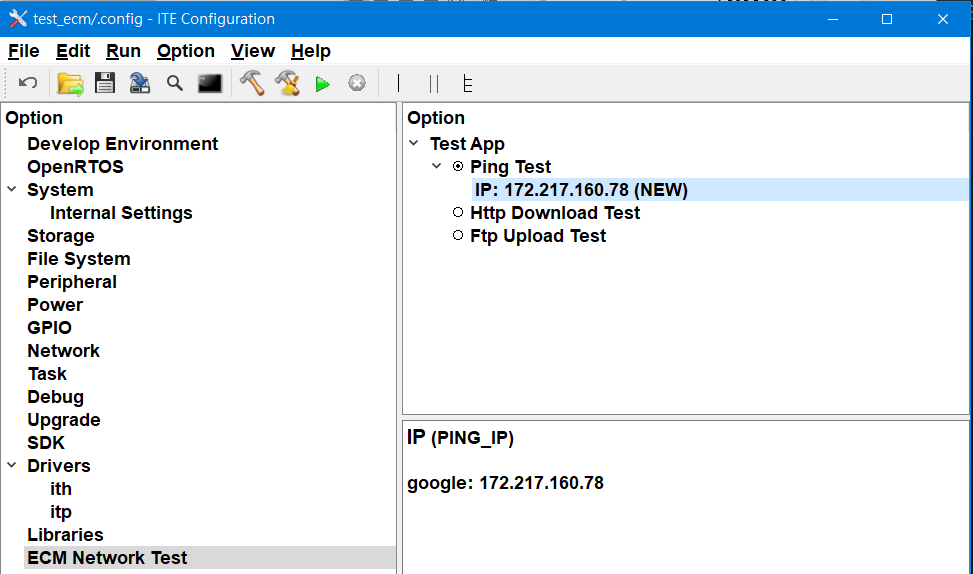 test_ecm/.config - ITE Configuration
File Edit Run Option View Help
Option
Develop Environment
OpenRTOS
System
Internal Settings
Storage
File System
Peripheral
Power
GPIO
Network
Task
Debug
Upgrade
SDK
Drivers
ith
itp
Libraries
ECM Network Test
Option
Test App
Ping Test
IP: 172.217.160.78 (NEW)
Http Download Test
Ftp Upload Test
IP (PING_IP)
google: 172.217.160.78